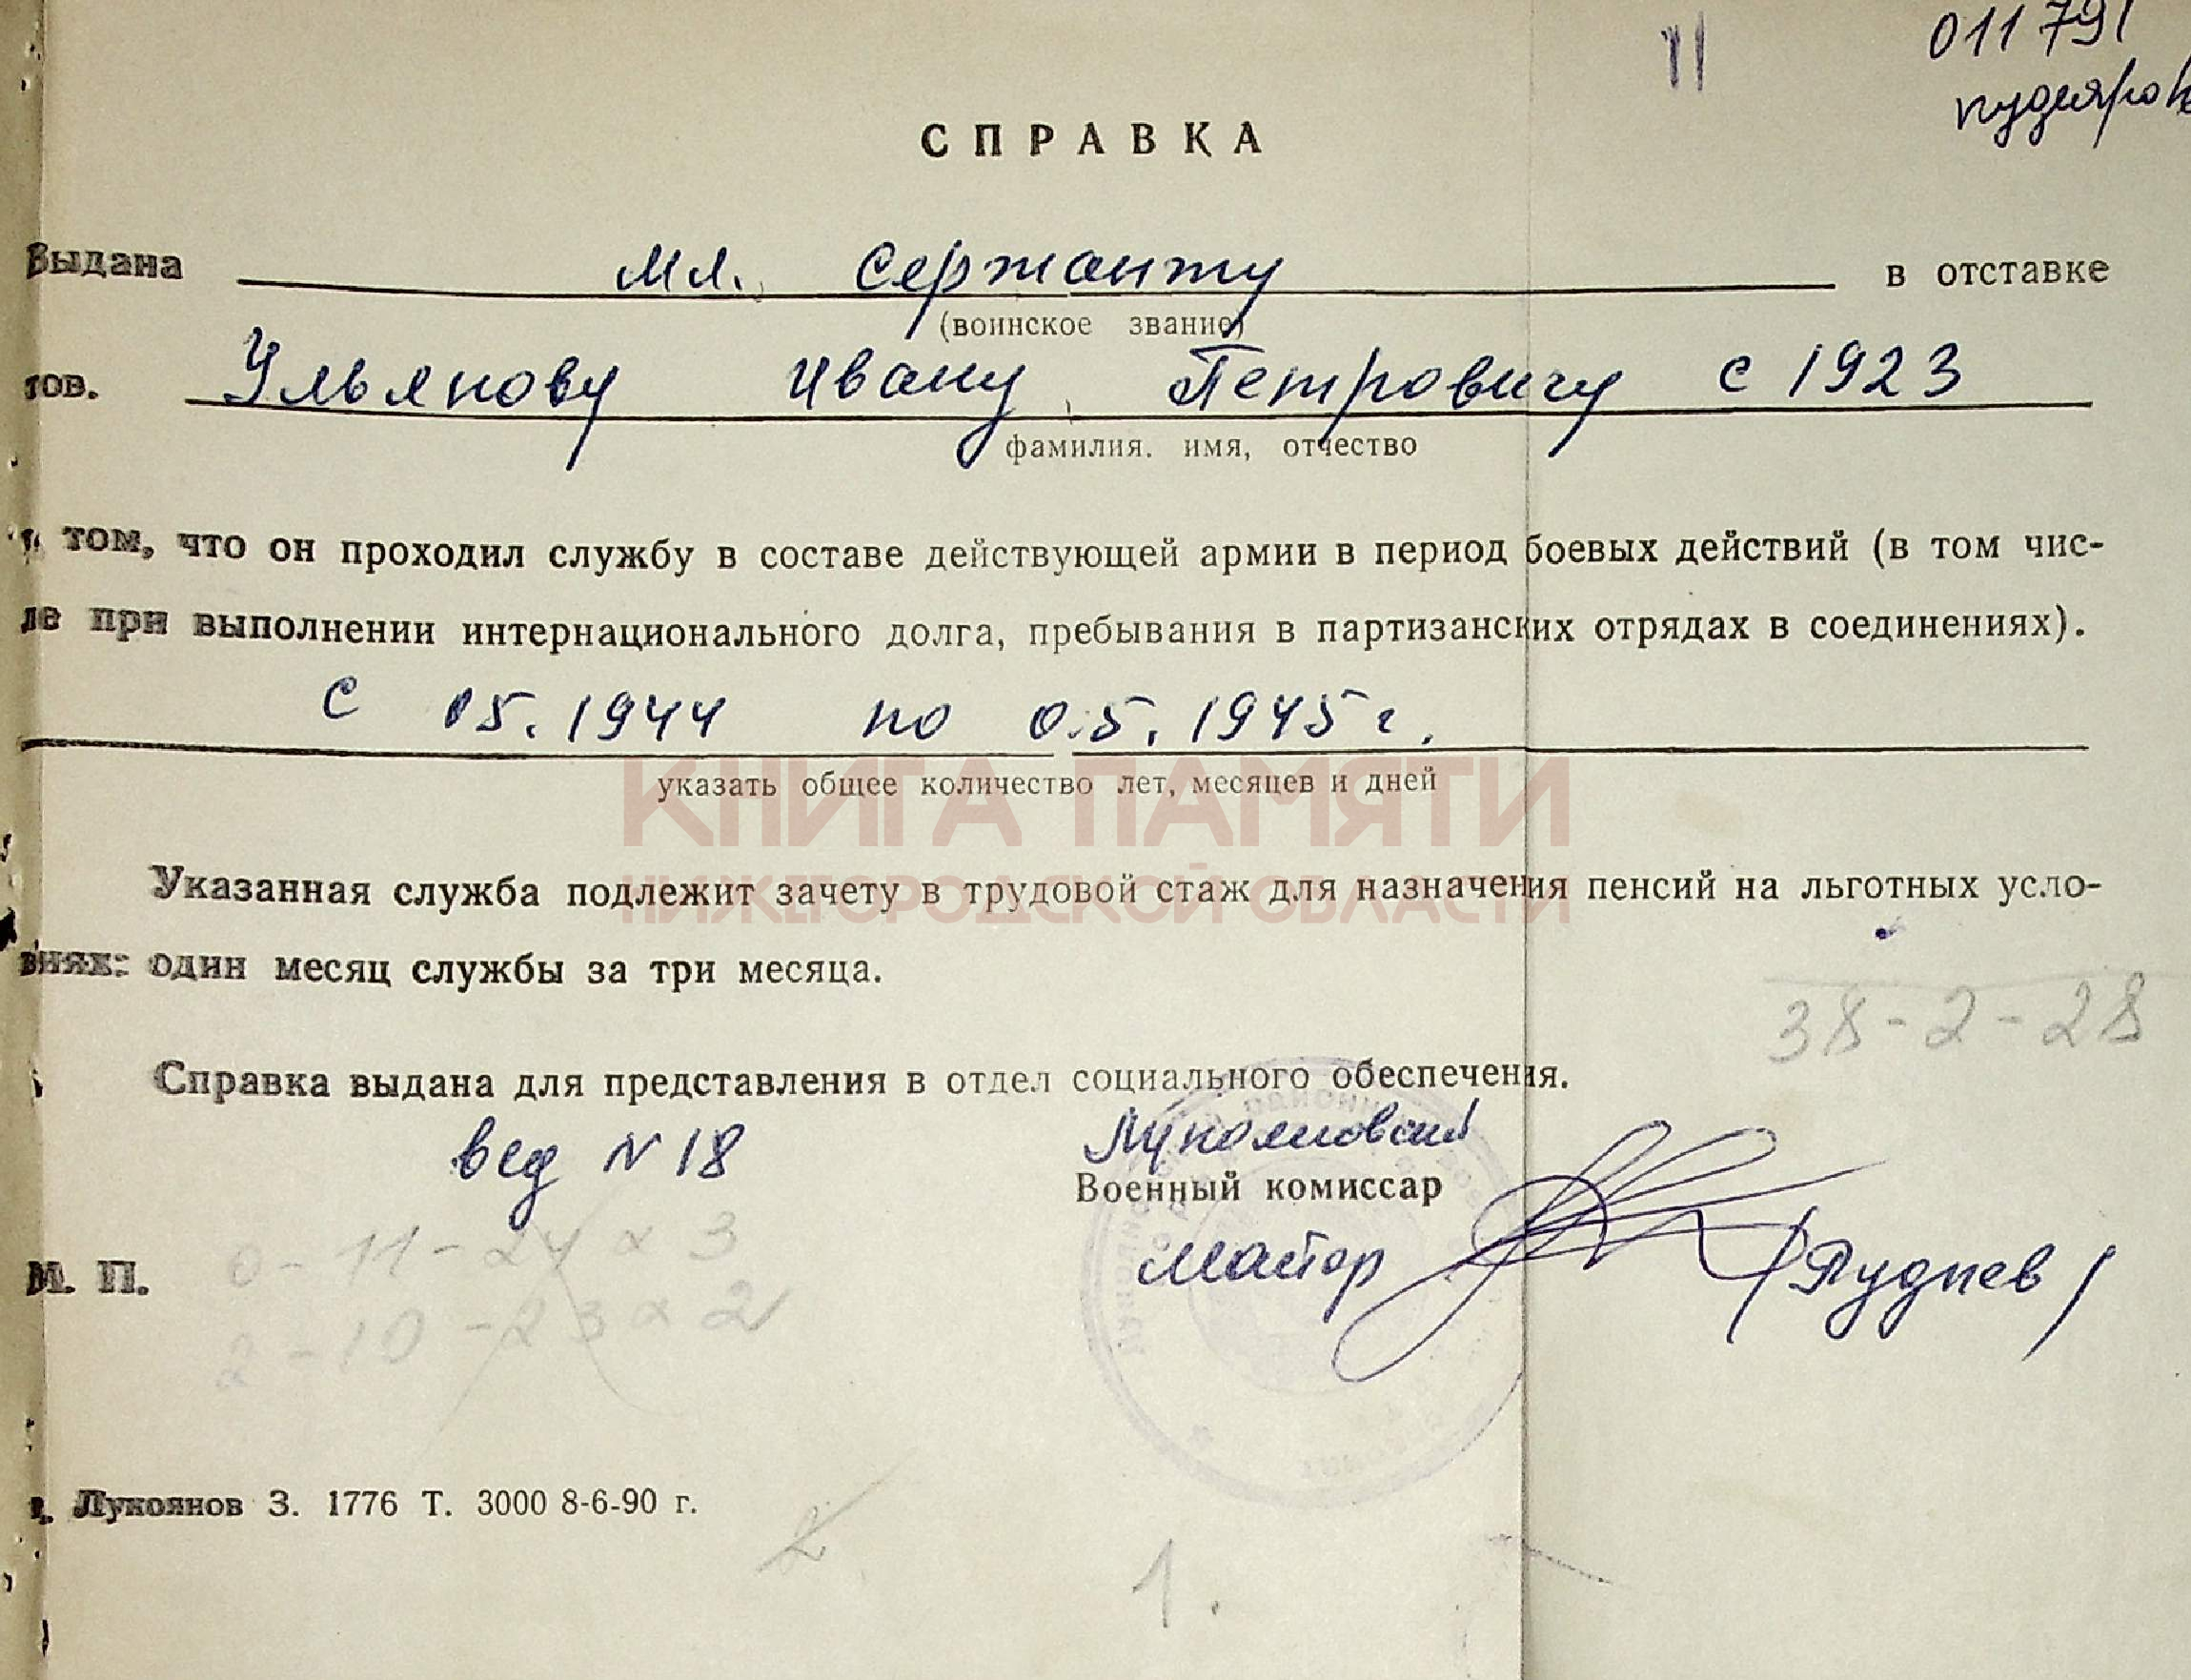 11
011791
СПРАВКА
Выдана мл. сержанту в отставке
(воинское звание)
тов. Ульянову Ивану Петровичу с 1923
фамилия. имя, отчество
том, что он проходил службу в составе действующей армии в период боевых действий (в том чис-
ле при выполнении интернационального долга, пребывания в партизанских отрядах в соединениях).
с 05.1944 по 05.1945 г.
указать общее количество лет, месяцев и дней
КНИГА ПАМЯТИ
Указанная служба подлежит зачету в трудовой стаж для назначения пенсий на льготных усло-
НИЖЕГОРОДСКОЙ ОБЛАСТИ
виях: один месяц службы за три месяца.
38-2-28
Справка выдана для представления в отдел социального обеспечения.
вед N 18
Военный комиссар
0-11-24 х 3
М. П.
Майор
2-10-23 х 2
Лукоянов З. 1776 Т. 3000 8-6-90 г.
2
1.